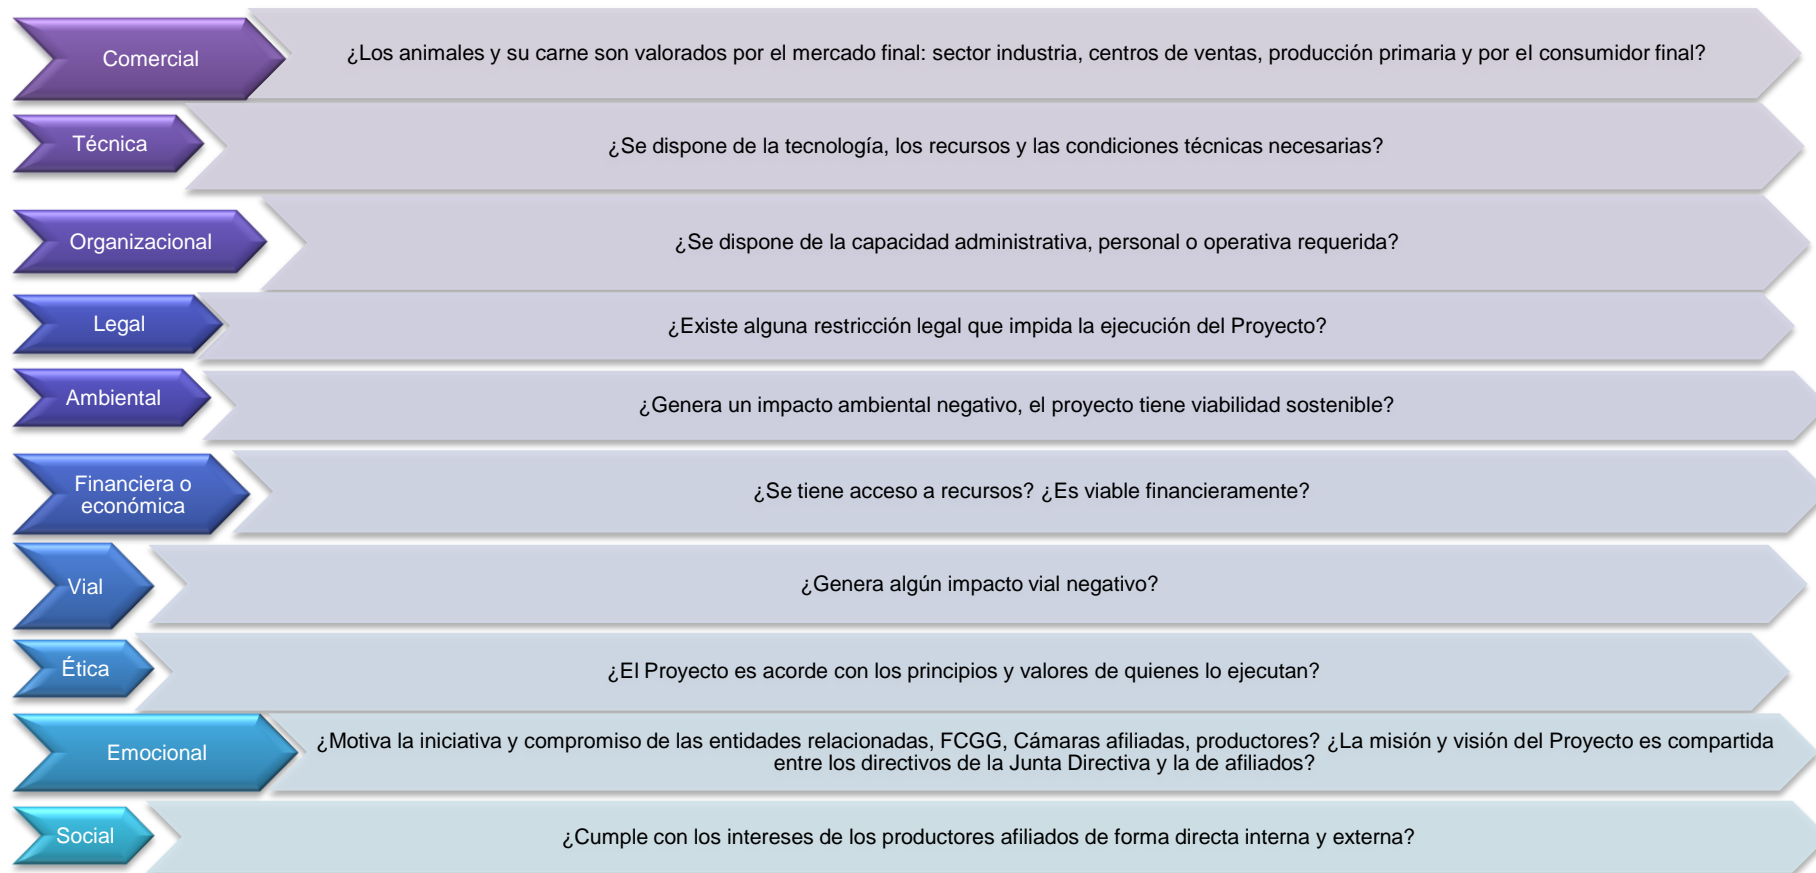 Comercial
¿Los animales y su carne son valorados por el mercado final: sector industria, centros de ventas, producción primaria y por el consumidor final?
Técnica
¿Se dispone de la tecnología, los recursos y las condiciones técnicas necesarias?
Organizacional
¿Se dispone de la capacidad administrativa, personal o operativa requerida?
Legal
¿Existe alguna restricción legal que impida la ejecución del Proyecto?
Ambiental
¿Genera un impacto ambiental negativo, el proyecto tiene viabilidad sostenible?
Financiera o
económica
¿Se tiene acceso a recursos? ¿Es viable financieramente?
Vial
¿Genera algún impacto vial negativo?
Ética
¿El Proyecto es acorde con los principios y valores de quienes lo ejecutan?
Emocional
¿Motiva la iniciativa y compromiso de las entidades relacionadas, FCGG, Cámaras afiliadas, productores? ¿La misión y visión del Proyecto es compartida
entre los directivos de la Junta Directiva y la de afiliados?
Social
¿Cumple con los intereses de los productores afiliados de forma directa interna y externa?